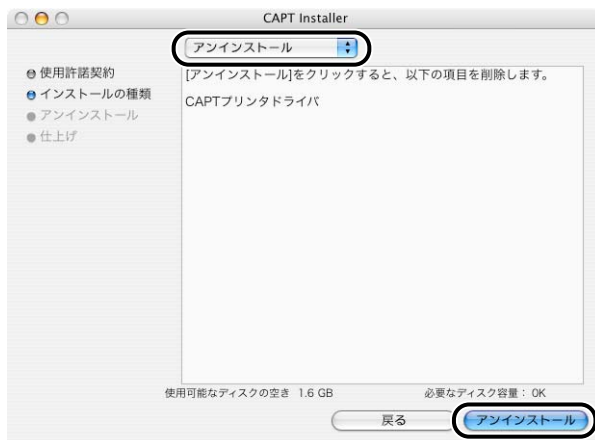 CAPT Installer
アンインストール
使用許諾契約
インストールの種類
アンインストール
仕上げ
[アンインストール]をクリックすると、以下の項目を削除します。
CAPTプリンタドライバ
使用可能なディスクの空き 1.6 GB
必要なディスク容量： 0K
戻る
アンインストール